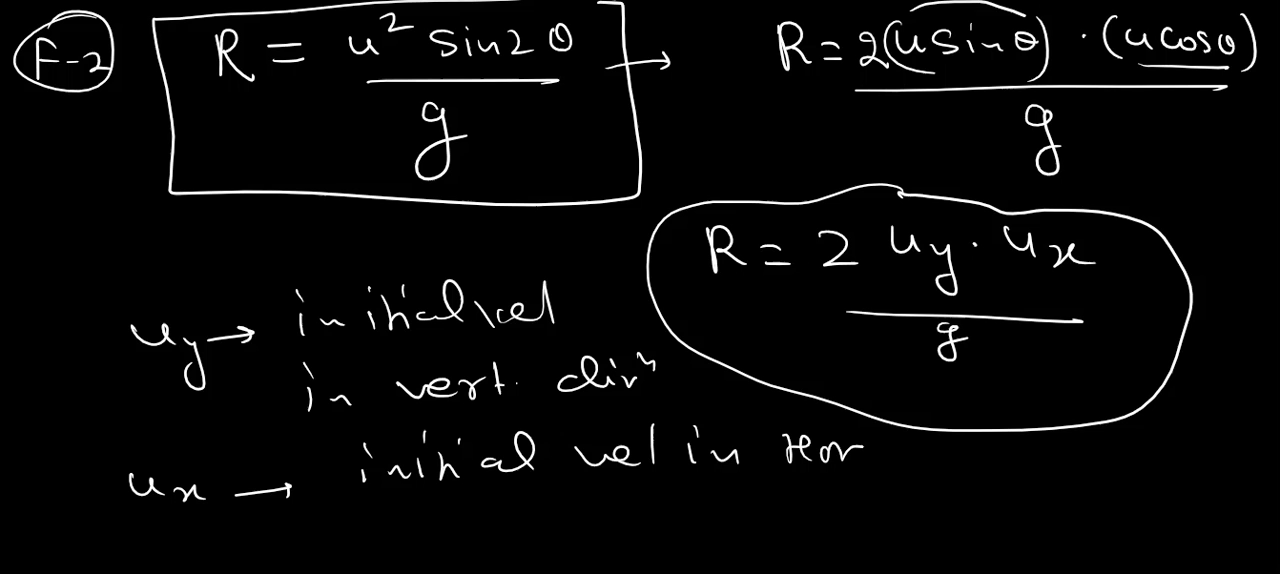 F-2
R = u² sin2θ / g → R = 2(u sinθ) · (u cosθ) / g
R = 2 uy · ux / g
uy → initial vel
in vert. dirⁿ
ux → initial vel in Hor